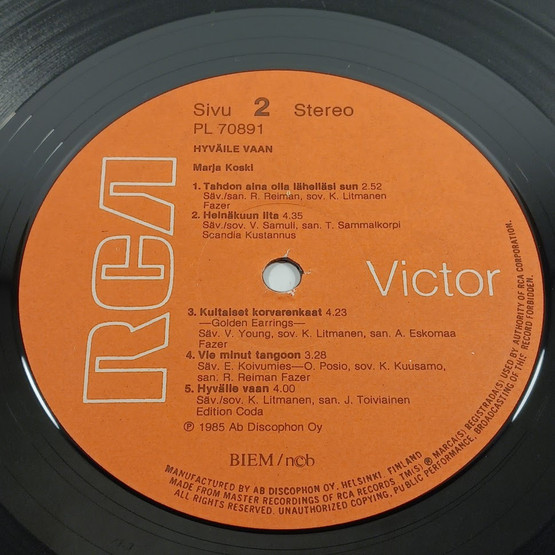 Sivu 2 Stereo
PL 70891
HYVÄILE VAAN
Marja Koski
1. Tahdon aina olla lähelläsi sun 2.52
Säv./san. R. Reiman, sov. K. Litmanen
Fazer
2. Heinäkuun ilta 4.35
Säv./sov. V. Samuli, san. T. Sammalkorpi
Scandia Kustannus
RCA
Victor
3. Kultaiset korvarenkaat 4.23
—Golden Earrings—
Säv. V. Young, sov. K. Litmanen, san. A. Eskomaa
Fazer
4. Vie minut tangoon 3.28
Säv. E. Koivumies—O. Posio, sov. K. Kuusamo,
san. R. Reiman Fazer
5. Hyväile vaan 4.00
Säv./sov. K. Litmanen, san. J. Toiviainen
Edition Coda
Ⓟ 1985 Ab Discophon Oy
BIEM/ncb
MANUFACTURED BY AB DISCOPHON OY, HELSINKI, FINLAND
MADE FROM MASTER RECORDINGS OF RCA RECORDS. TM(S) ® MARCA(S) REGISTRADA(S) USED BY AUTHORITY OF RCA CORPORATION.
ALL RIGHTS RESERVED. UNAUTHORIZED COPYING, PUBLIC PERFORMANCE, BROADCASTING OF THIS RECORD FORBIDDEN.